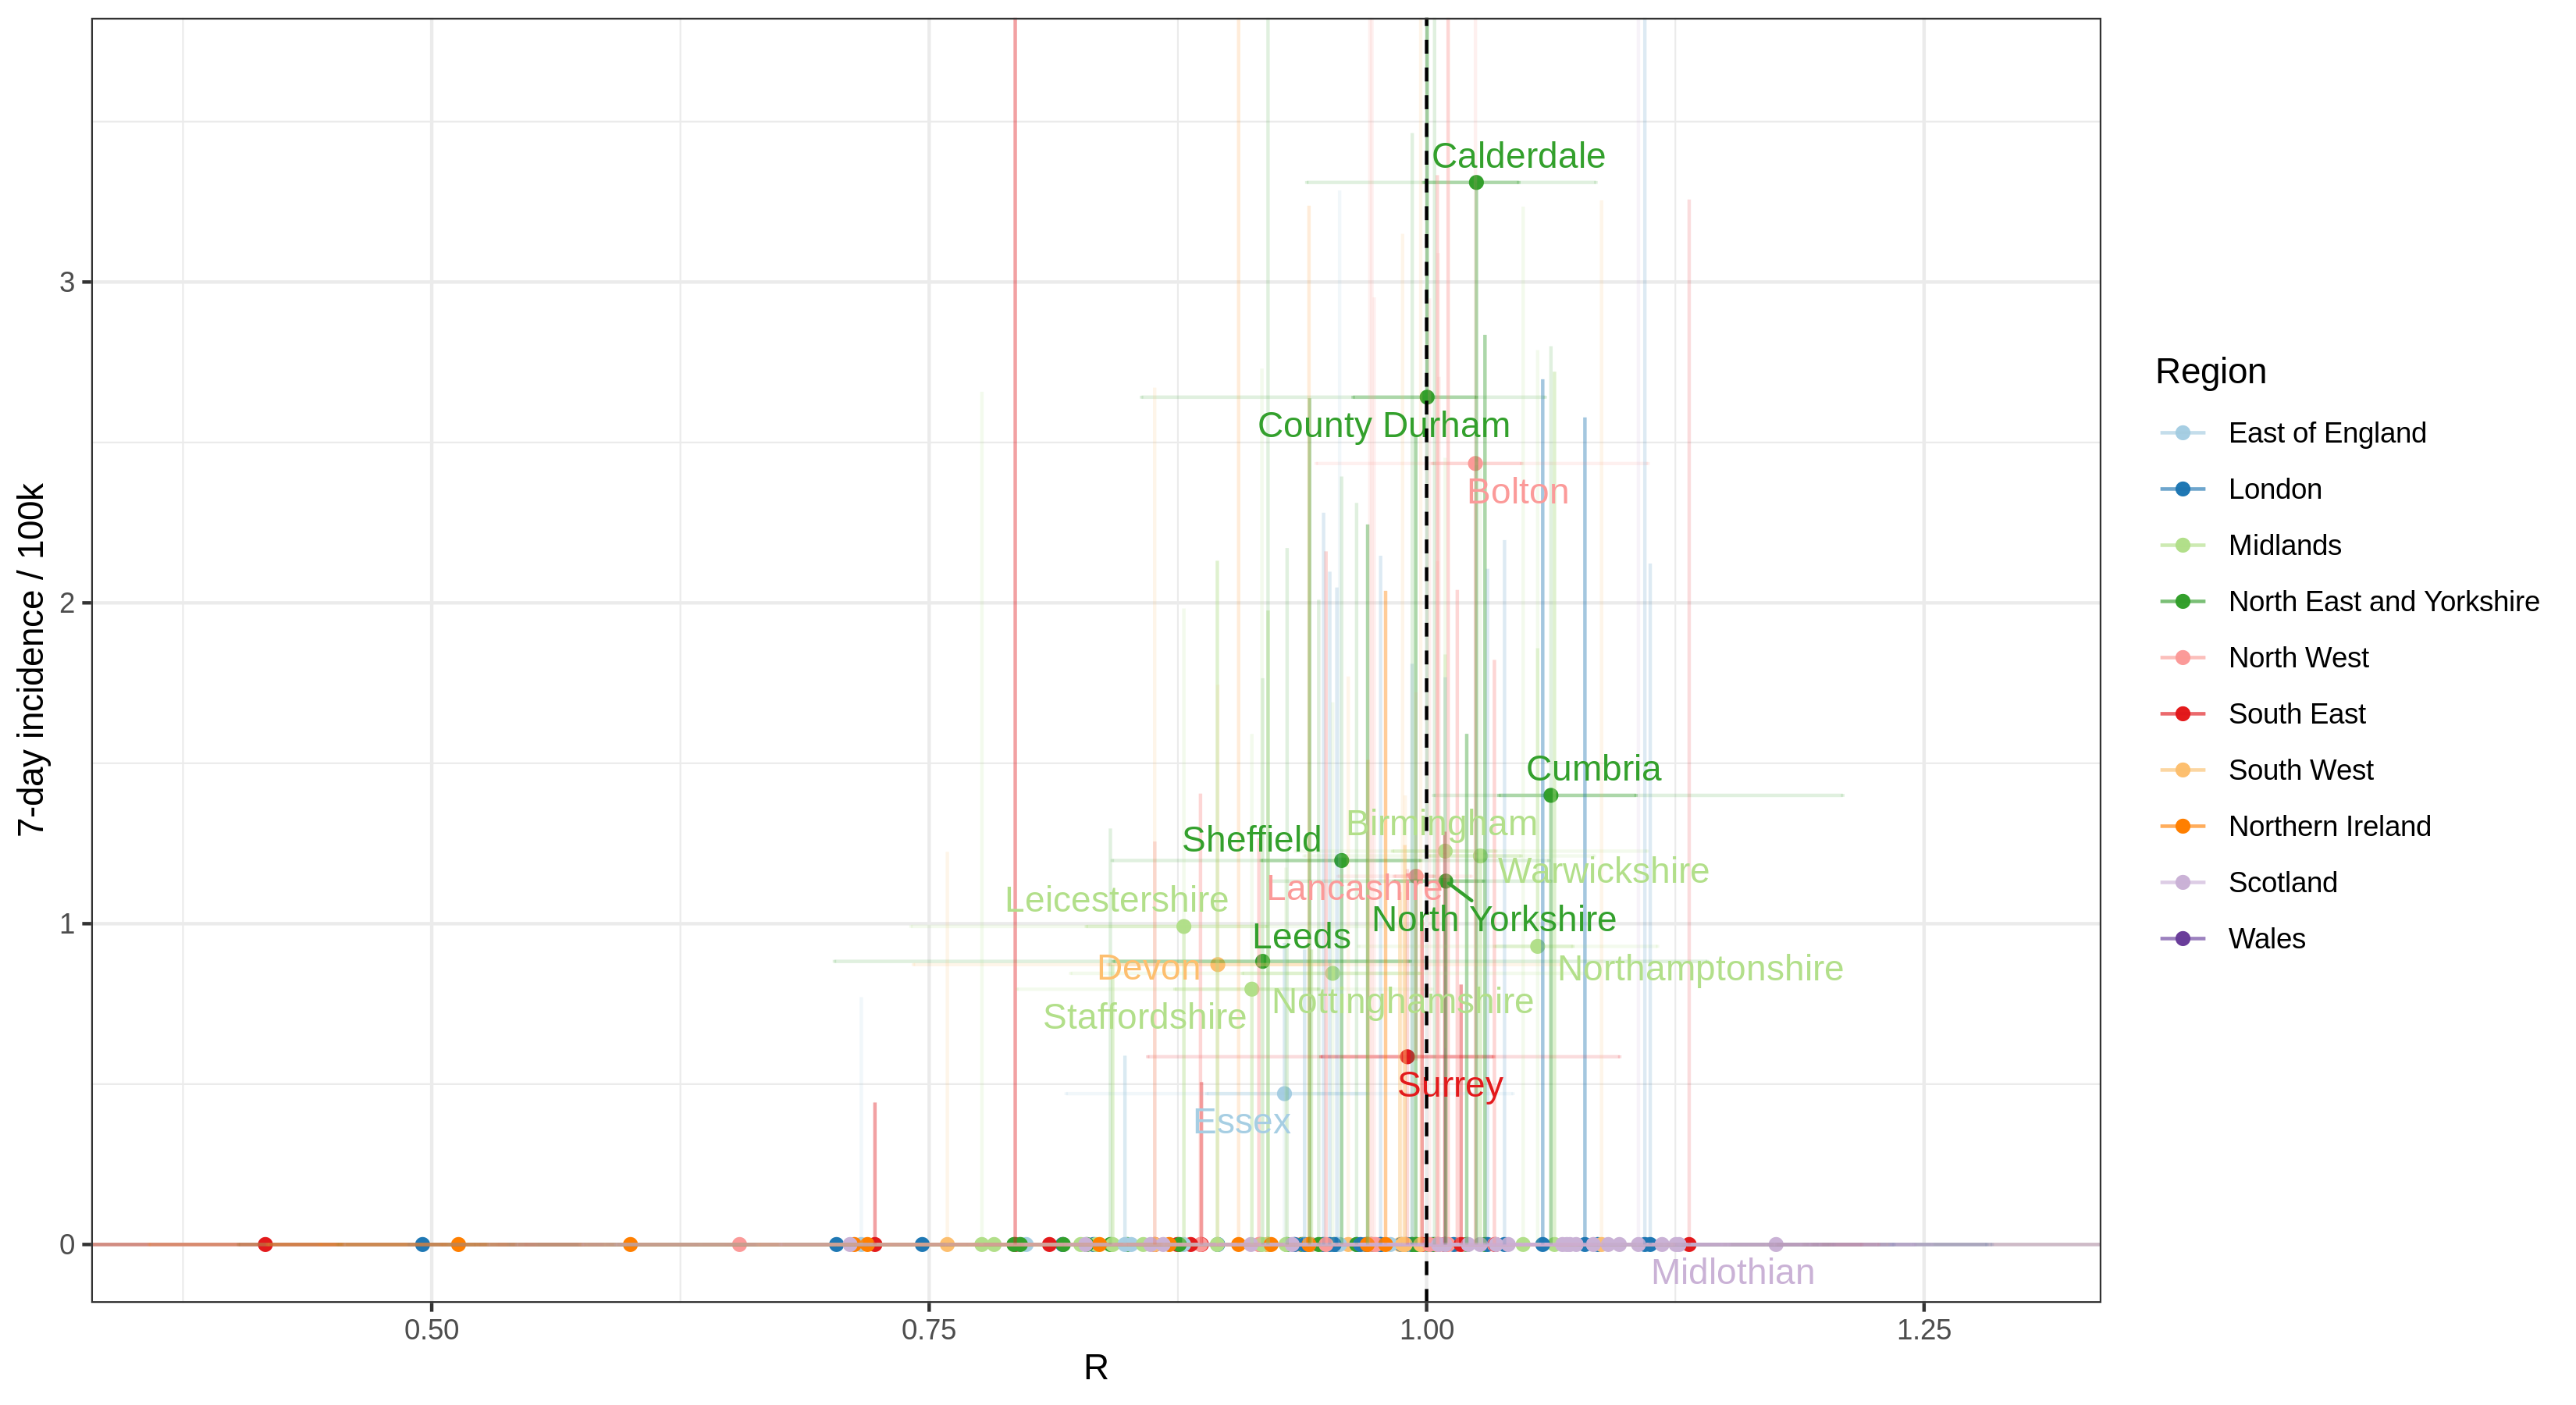 Calderdale
County Durham
Bolton
Cumbria
Birmingham
Sheffield
Warwickshire
Lancashire
Leicestershire
North Yorkshire
Leeds
Devon
Northamptonshire
Nottinghamshire
Staffordshire
Surrey
Essex
Midlothian
3
2
1
0
0.50
0.75
1.00
1.25
R
7-day incidence / 100k
Region
East of England
London
Midlands
North East and Yorkshire
North West
South East
South West
Northern Ireland
Scotland
Wales